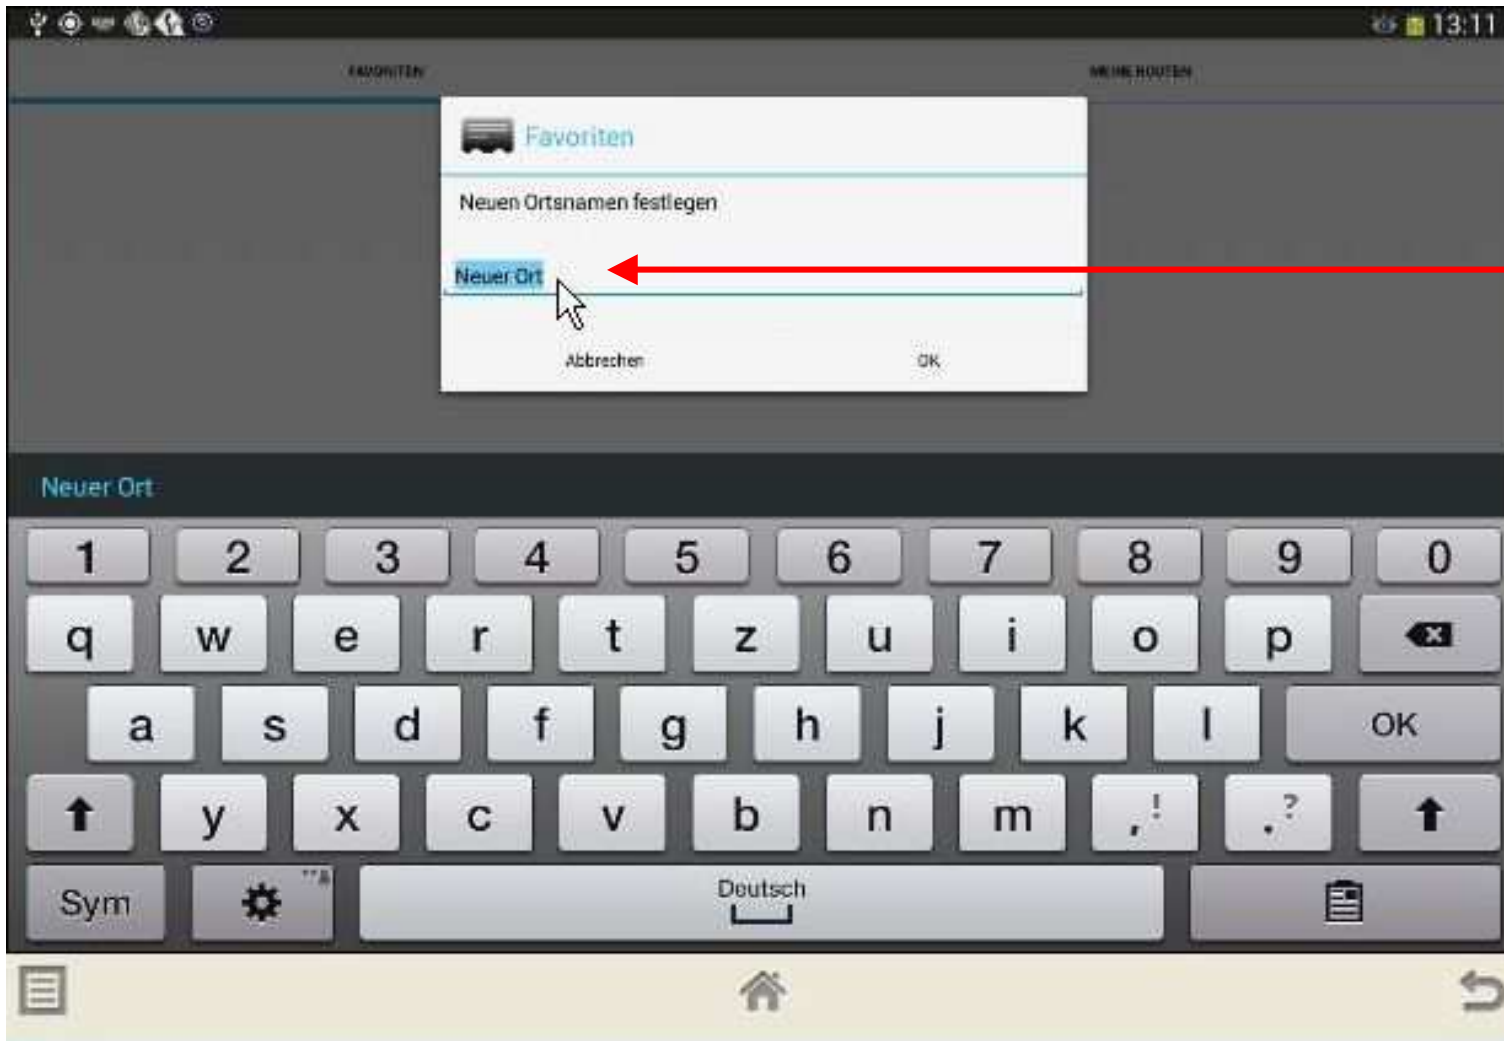 13:11
FAVORITEN MEINE ROUTEN
Favoriten
Neuen Ortsnamen festlegen
Neuer Ort
Abbrechen OK
Neuer Ort
1 2 3 4 5 6 7 8 9 0
q w e r t z u i o p
a s d f g h j k l OK
y x c v b n m , ! . ?
Sym Deutsch